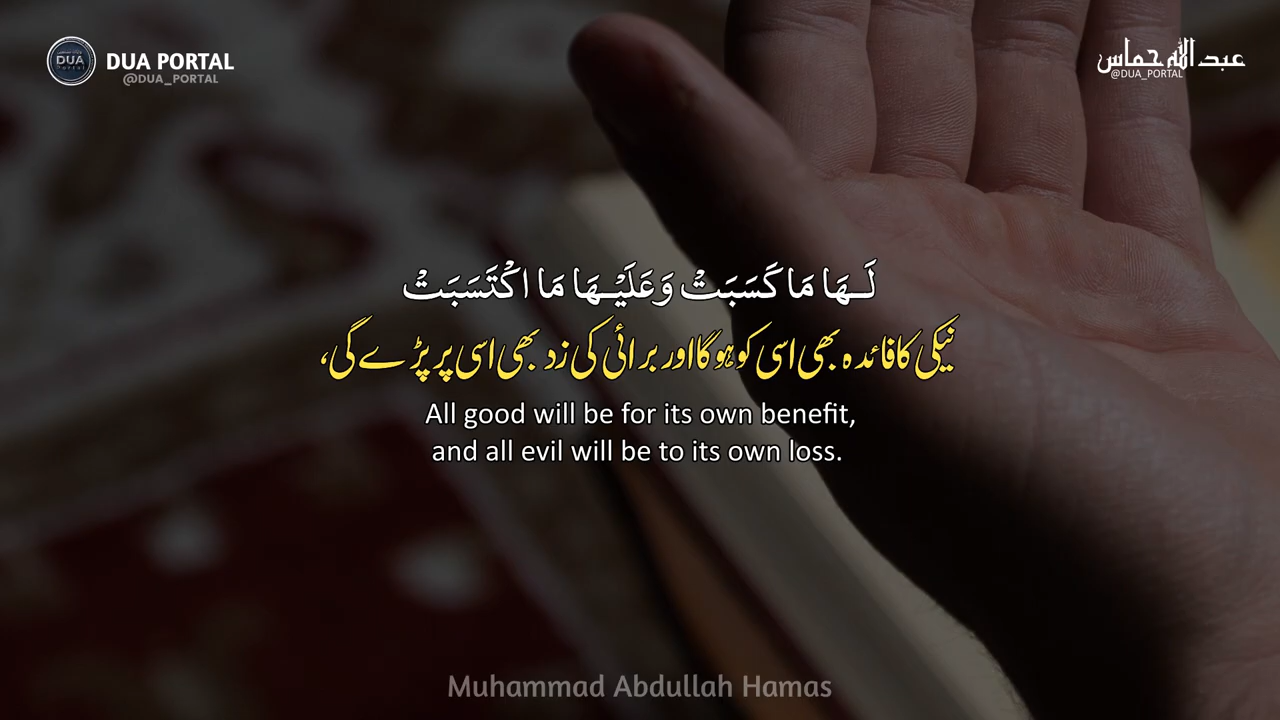 DUA
Portal
DUA PORTAL
@DUA_PORTAL
عبد الله حماس
@DUA_PORTAL
لَهَا مَا كَسَبَتْ وَعَلَيْهَا مَا اكْتَسَبَتْ
نیکی کا فائدہ بھی اسی کو ہوگا اور برائی کی زد بھی اسی پر پڑے گی،
All good will be for its own benefit,
and all evil will be to its own loss.
Muhammad Abdullah Hamas